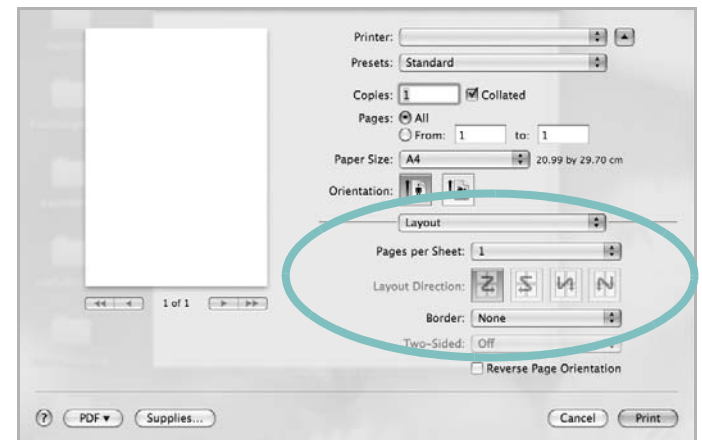 Printer:
Presets: Standard
Copies: 1 Collated
Pages: All
From: 1 to: 1
Paper Size: A4 20.99 by 29.70 cm
Orientation:
Layout
Pages per Sheet: 1
Layout Direction:
1 of 1
Border: None
Two-Sided: Off
Reverse Page Orientation
? PDF▼ Supplies... Cancel Print